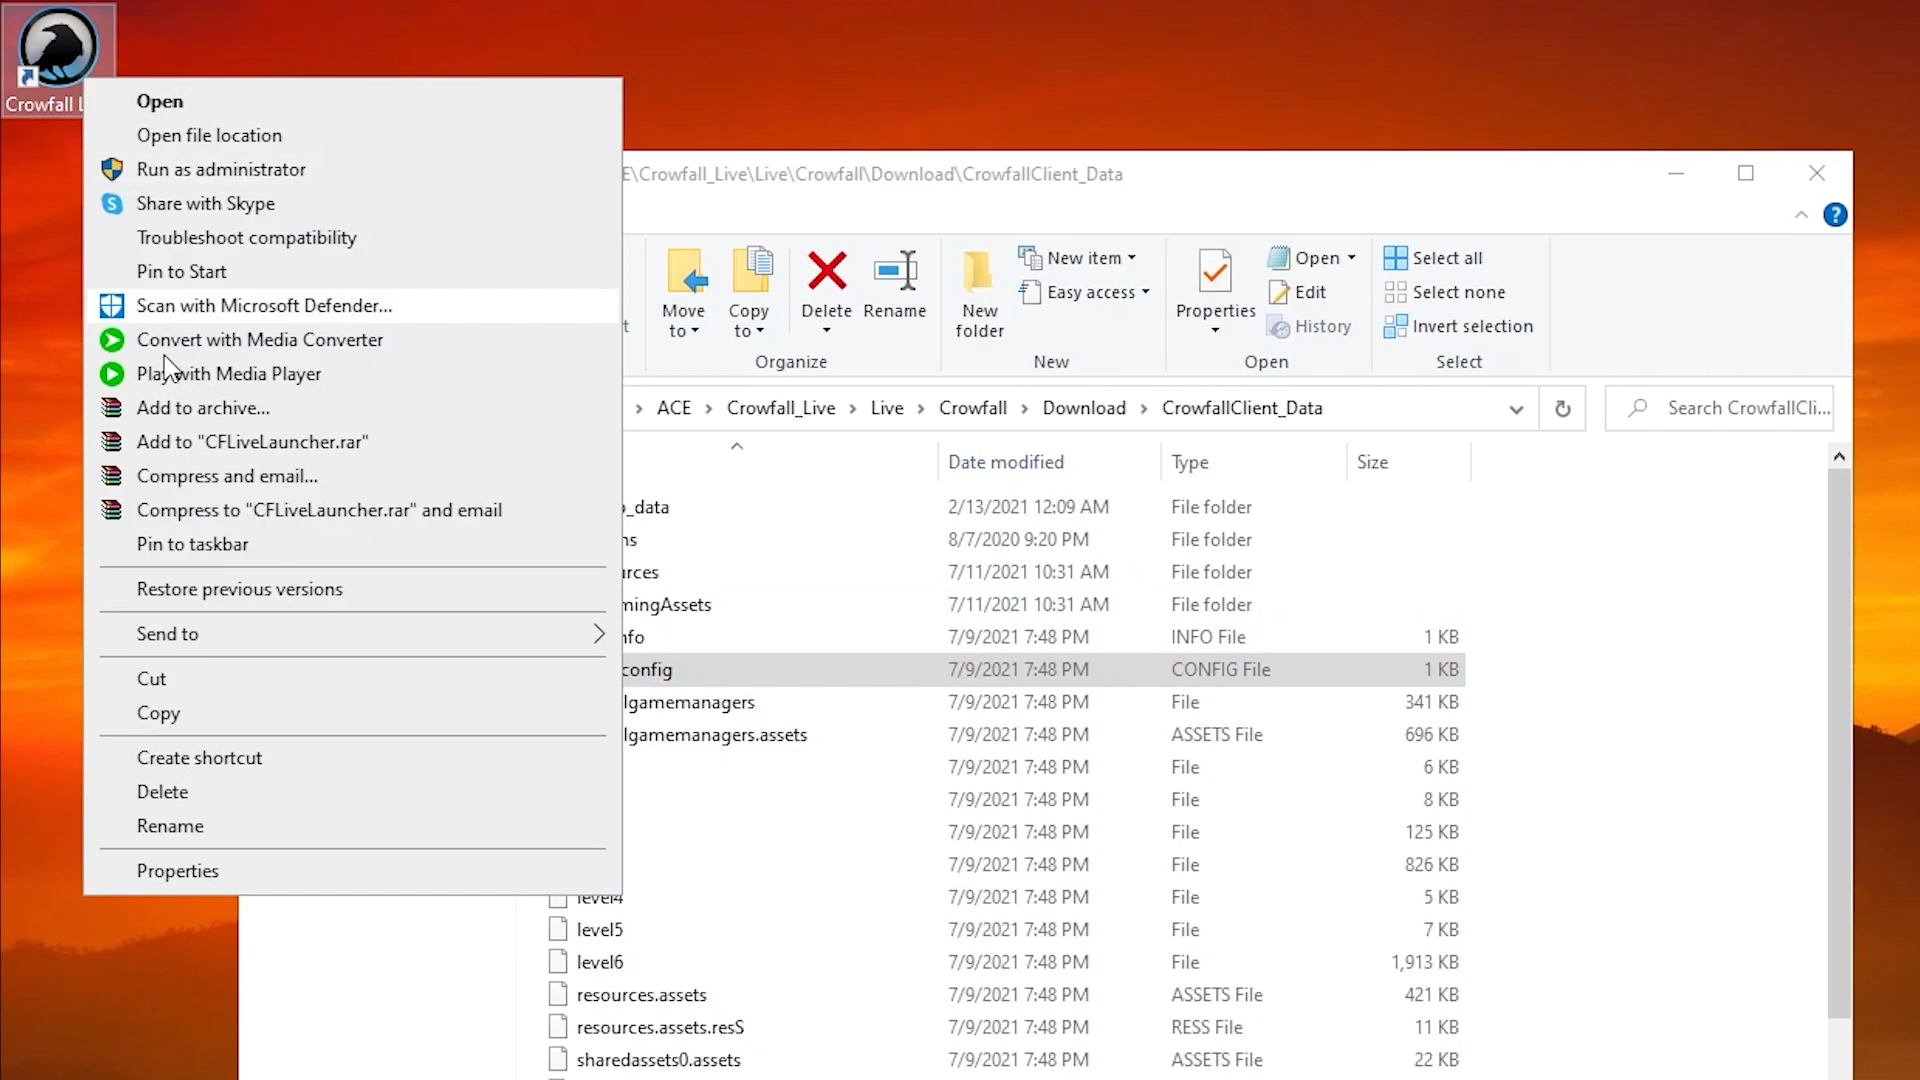 Crowfall L
Open
Open file location
Run as administrator
Share with Skype
Troubleshoot compatibility
Pin to Start
Scan with Microsoft Defender...
Convert with Media Converter
Play with Media Player
Add to archive...
Add to "CFLiveLauncher.rar"
Compress and email...
Compress to "CFLiveLauncher.rar" and email
Pin to taskbar
Restore previous versions
Send to
Cut
Copy
Create shortcut
Delete
Rename
Properties
E\Crowfall_Live\Live\Crowfall\Download\CrowfallClient_Data
Move to
Copy to
Delete
Rename
Organize
New folder
New item
Easy access
New
Properties
Open
Edit
History
Open
Select all
Select none
Invert selection
Select
ACE > Crowfall_Live > Live > Crowfall > Download > CrowfallClient_Data
Search CrowfallCli...
Date modified Type Size
_data 2/13/2021 12:09 AM File folder
ns 8/7/2020 9:20 PM File folder
urces 7/11/2021 10:31 AM File folder
mingAssets 7/11/2021 10:31 AM File folder
nfo 7/9/2021 7:48 PM INFO File 1 KB
config 7/9/2021 7:48 PM CONFIG File 1 KB
lgamemanagers 7/9/2021 7:48 PM File 341 KB
lgamemanagers.assets 7/9/2021 7:48 PM ASSETS File 696 KB
7/9/2021 7:48 PM File 6 KB
7/9/2021 7:48 PM File 8 KB
7/9/2021 7:48 PM File 125 KB
7/9/2021 7:48 PM File 826 KB
level4 7/9/2021 7:48 PM File 5 KB
level5 7/9/2021 7:48 PM File 7 KB
level6 7/9/2021 7:48 PM File 1,913 KB
resources.assets 7/9/2021 7:48 PM ASSETS File 421 KB
resources.assets.resS 7/9/2021 7:48 PM RESS File 11 KB
sharedassets0.assets 7/9/2021 7:48 PM ASSETS File 22 KB